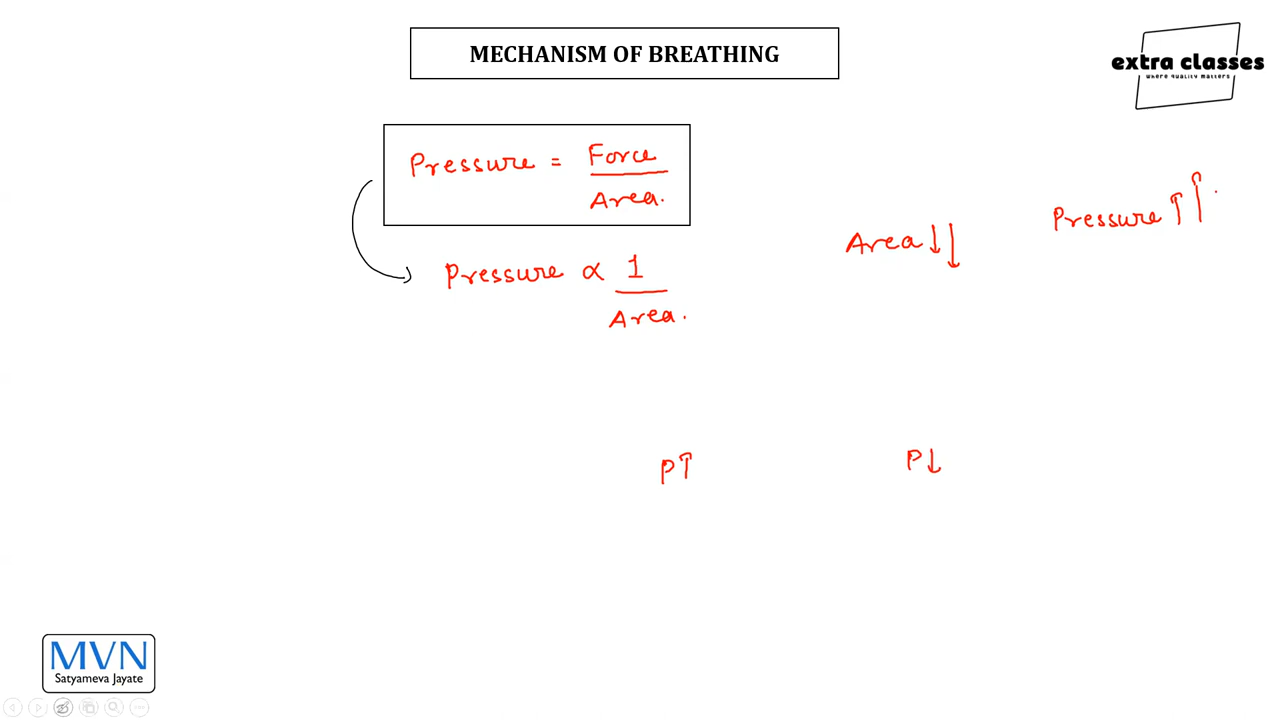 MECHANISM OF BREATHING
extra classes
where quality matters
Pressure = Force
Area.
Pressure ↑↑
Area ↓↓
Pressure ∝ 1
Area.
P↑
P↓
MVN
Satyameva Jayate